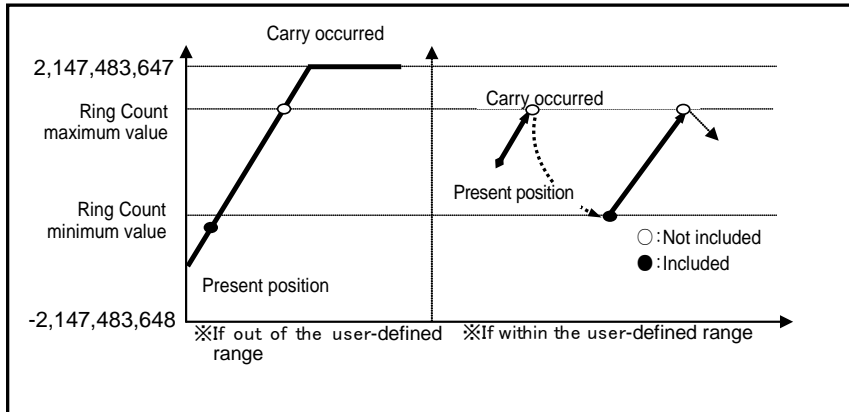 Carry occurred
2,147,483,647
Ring Count
maximum value
Carry occurred
Present position
Ring Count
minimum value
○:Not included
●:Included
Present position
-2,147,483,648
※If out of the user-defined
range
※If within the user-defined range